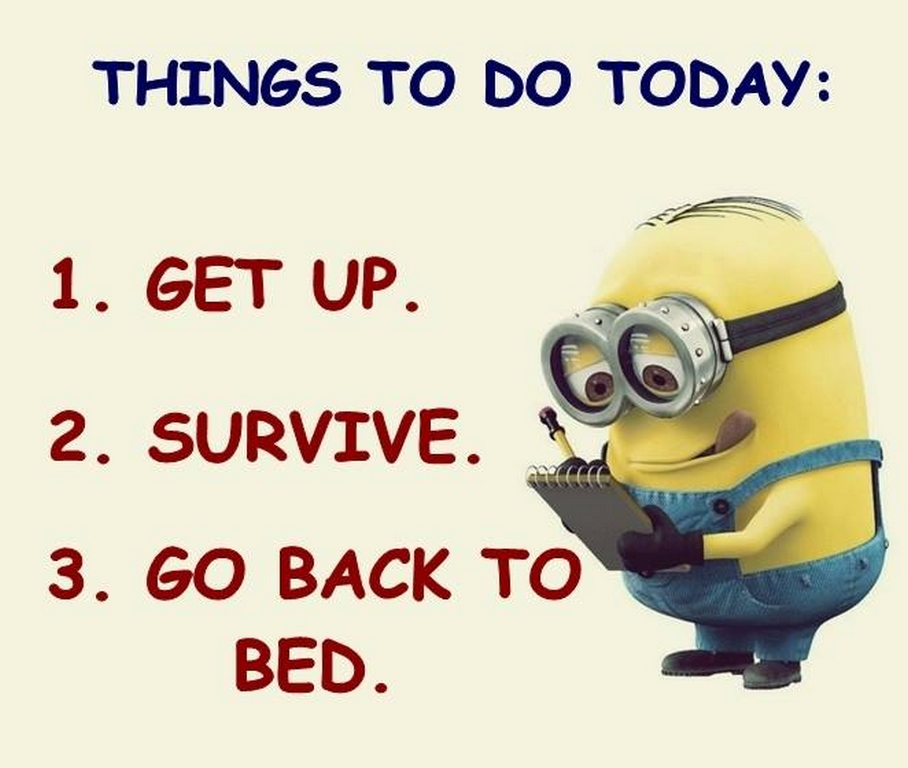 THINGS TO DO TODAY:
1. GET UP.
2. SURVIVE.
3. GO BACK TO
BED.